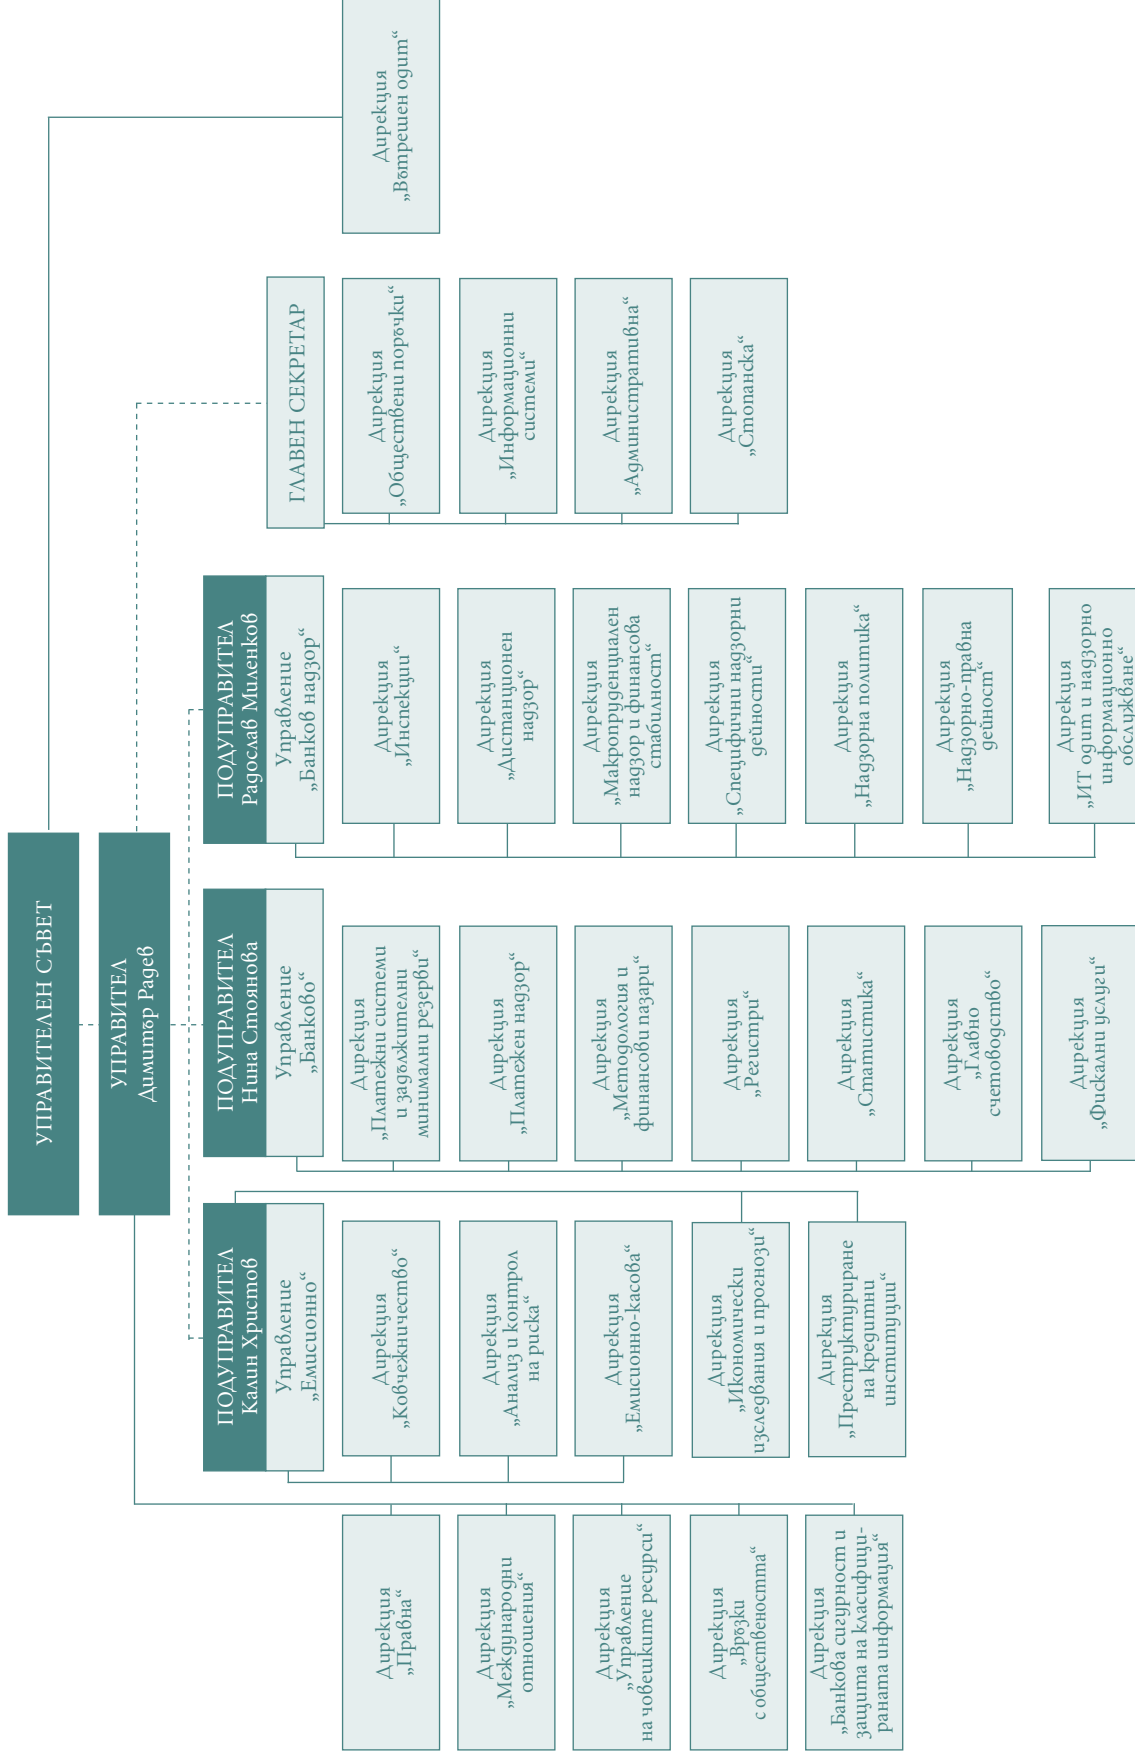 УПРАВИТЕЛЕН СЪВЕТ
УПРАВИТЕЛ
Димитър Радев
Дирекция
„Правна“
Дирекция
„Международни
отношения“
Дирекция
„Управление
на човешките ресурси“
Дирекция
„Връзки
с обществеността“
Дирекция
„Банкова сигурност и
защита на класифици-
раната информация“
ПОДУПРАВИТЕЛ
Калин Христов
Управление
„Емисионно“
Дирекция
„Ковчежничество“
Дирекция
„Анализ и контрол
на риска“
Дирекция
„Емисионно-касова“
Дирекция
„Икономически
изследвания и прогнози“
Дирекция
„Преструктуриране
на кредитни
институции“
ПОДУПРАВИТЕЛ
Нина Стоянова
Управление
„Банково“
Дирекция
„Платежни системи
и задължителни
минимални резерви“
Дирекция
„Платежен надзор“
Дирекция
„Методология и
финансови пазари“
Дирекция
„Регистри“
Дирекция
„Статистика“
Дирекция
„Главно
счетоводство“
Дирекция
„Фискални услуги“
ПОДУПРАВИТЕЛ
Радослав Миленков
Управление
„Банков надзор“
Дирекция
„Инспекции“
Дирекция
„Дистанционен
надзор“
Дирекция
„Макропруденциален
надзор и финансова
стабилност“
Дирекция
„Специфични надзорни
дейности“
Дирекция
„Надзорна политика“
Дирекция
„Надзорно-правна
дейност“
Дирекция
„ИТ одит и надзорно
информационно
обслужване“
ГЛАВЕН СЕКРЕТАР
Дирекция
„Обществени поръчки“
Дирекция
„Информационни
системи“
Дирекция
„Административна“
Дирекция
„Стопанска“
Дирекция
„Вътрешен одит“